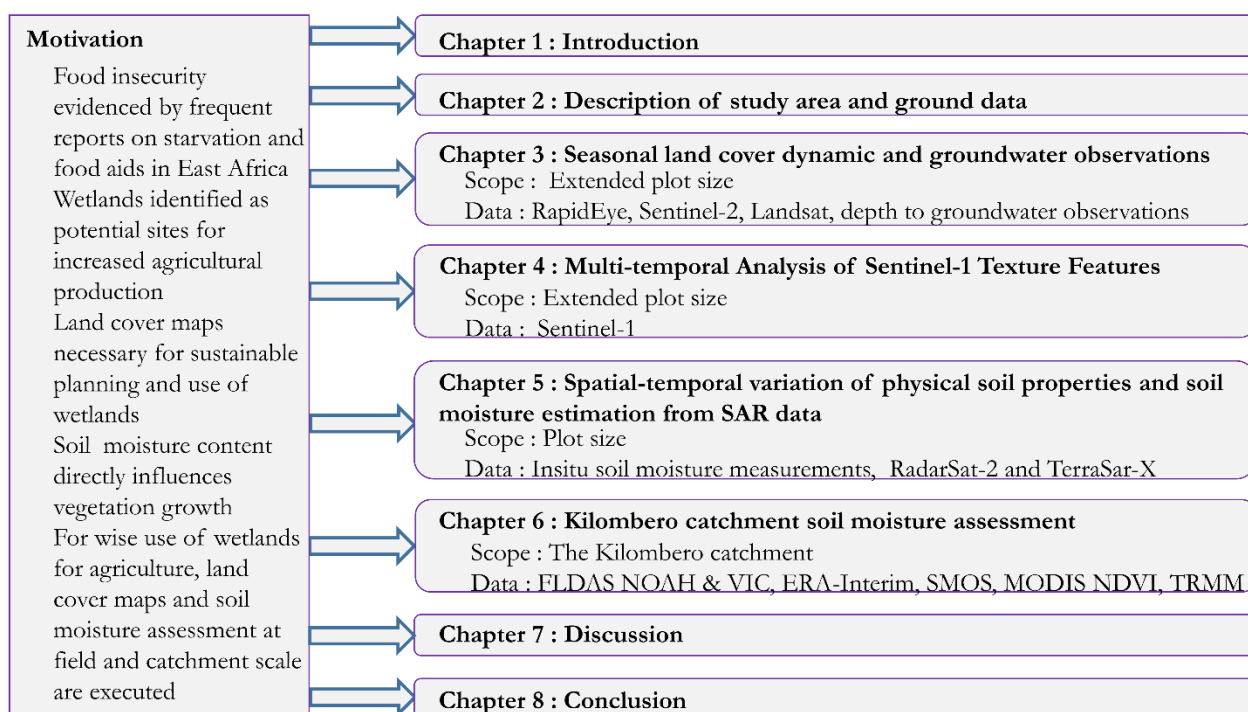 Motivation
Food insecurity
evidenced by frequent
reports on starvation and
food aids in East Africa
Wetlands identified as
potential sites for
increased agricultural
production
Land cover maps
necessary for sustainable
planning and use of
wetlands
Soil moisture content
directly influences
vegetation growth
For wise use of wetlands
for agriculture, land
cover maps and soil
moisture assessment at
field and catchment scale
are executed
Chapter 1 : Introduction
Chapter 2 : Description of study area and ground data
Chapter 3 : Seasonal land cover dynamic and groundwater observations
Scope : Extended plot size
Data : RapidEye, Sentinel-2, Landsat, depth to groundwater observations
Chapter 4 : Multi-temporal Analysis of Sentinel-1 Texture Features
Scope : Extended plot size
Data : Sentinel-1
Chapter 5 : Spatial-temporal variation of physical soil properties and soil
moisture estimation from SAR data
Scope : Plot size
Data : Insitu soil moisture measurements, RadarSat-2 and TerraSar-X
Chapter 6 : Kilombero catchment soil moisture assessment
Scope : The Kilombero catchment
Data : FLDAS NOAH & VIC, ERA-Interim, SMOS, MODIS NDVI, TRMM
Chapter 7 : Discussion
Chapter 8 : Conclusion